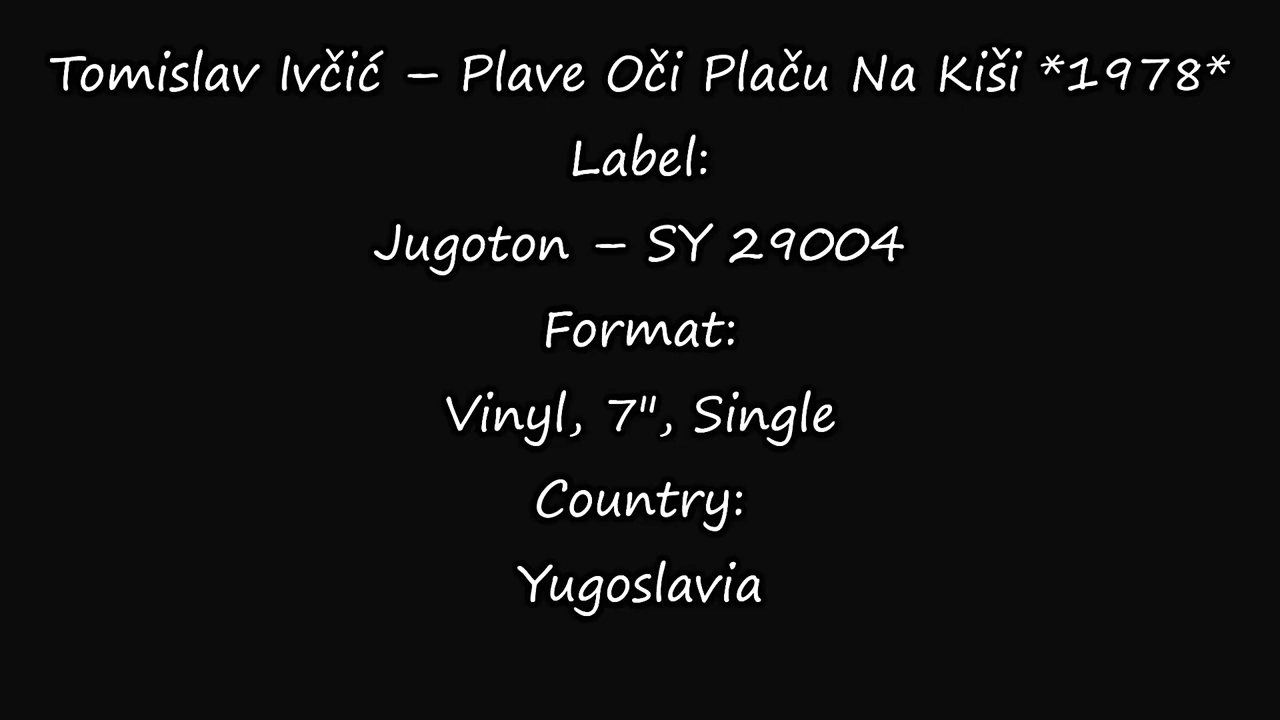 Tomislav Ivčić – Plave Oči Plaču Na Kiši *1978*
Label:
Jugoton – SY 29004
Format:
Vinyl, 7", Single
Country:
Yugoslavia